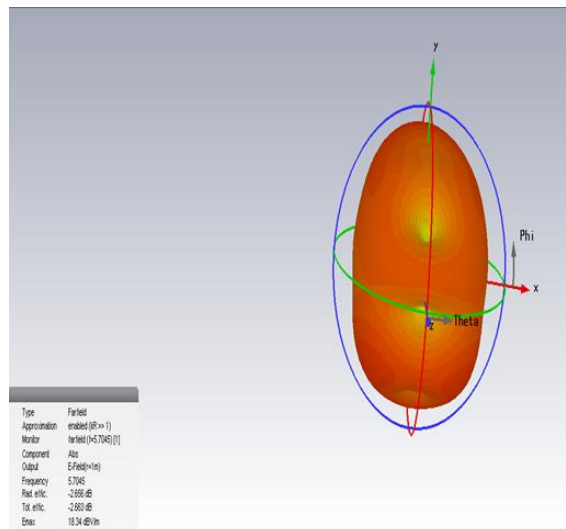 y
Phi
x
Theta
z
Type Farfield
Approximation enabled (kR >> 1)
Monitor farfield (f=5.7045) [1]
Component Abs
Output E-Field(r=1m)
Frequency 5.7045
Rad. effic. -2.656 dB
Tot. effic. -2.663 dB
Emax 18.34 dBV/m